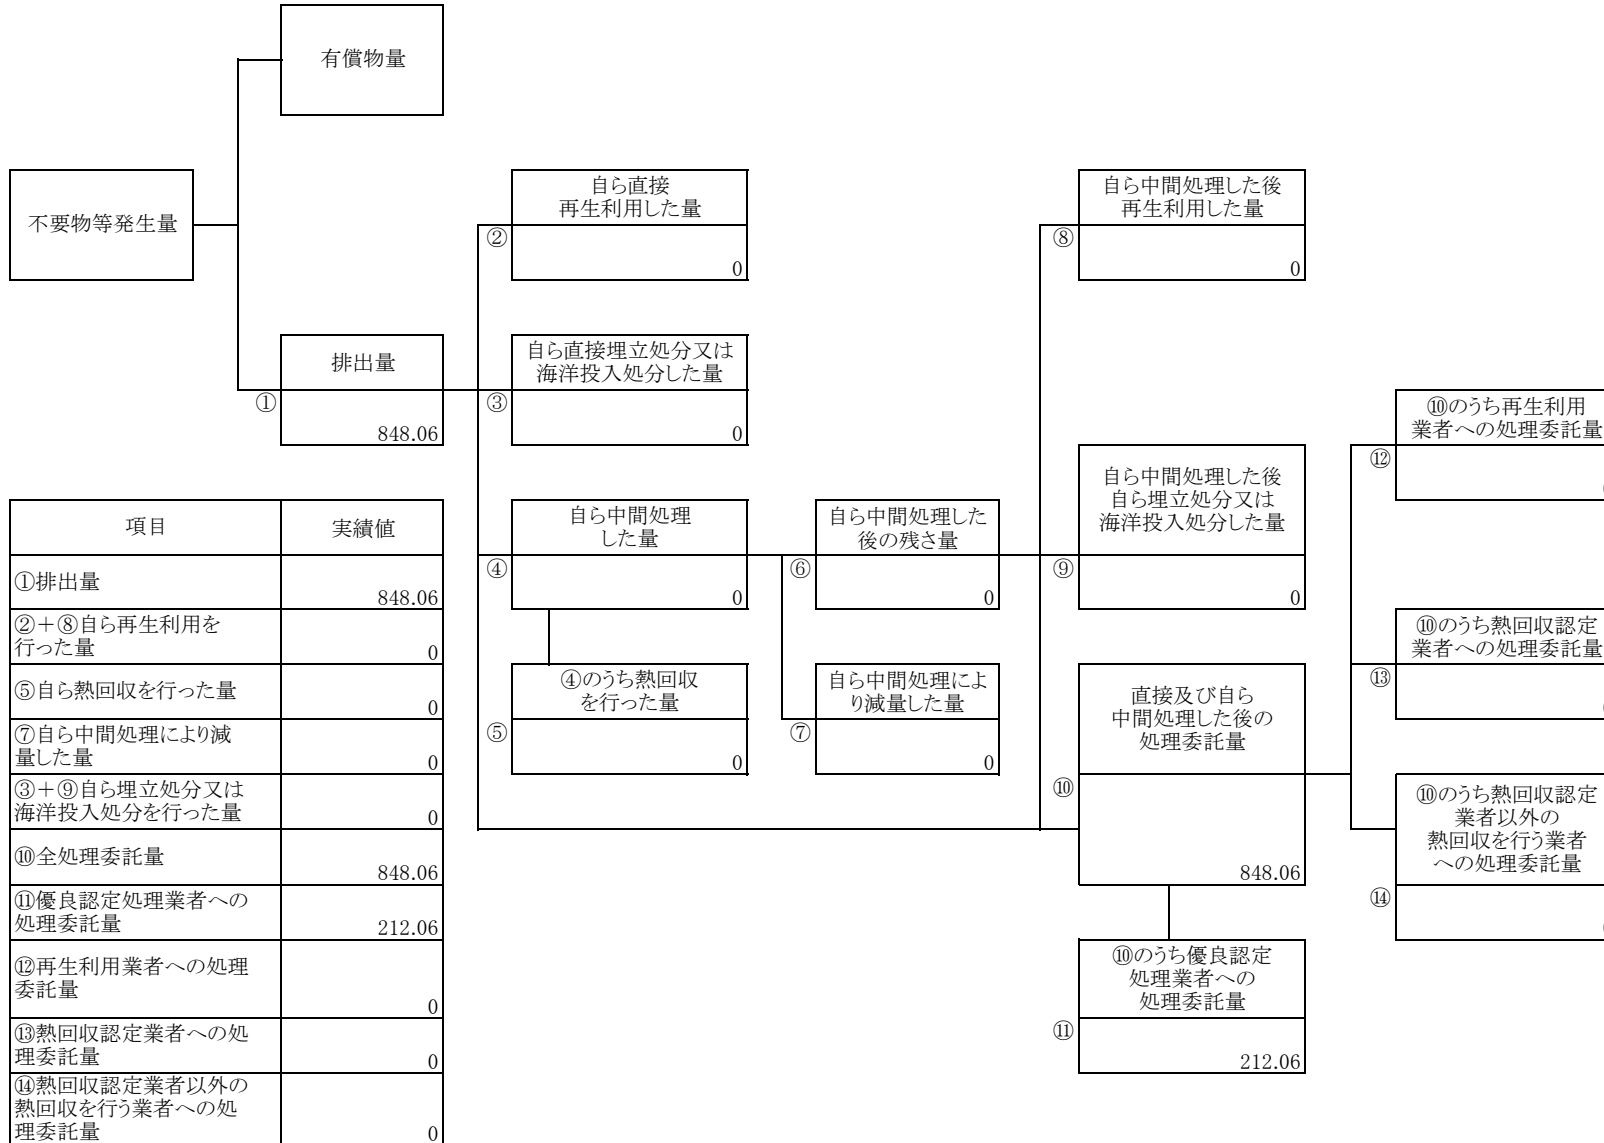 有償物量
不要物等発生量
自ら直接
再生利用した量
②
0
自ら中間処理した後
再生利用した量
⑧
0
排出量
①
848.06
自ら直接埋立処分又は
海洋投入処分した量
③
0
⑩のうち再生利用
業者への処理委託量
⑫
自ら中間処理
した量
④
0
自ら中間処理した
後の残さ量
⑥
0
自ら中間処理した後
自ら埋立処分又は
海洋投入処分した量
⑨
0
④のうち熱回収
を行った量
⑤
0
自ら中間処理によ
り減量した量
⑦
0
直接及び自ら
中間処理した後の
処理委託量
⑩
848.06
⑩のうち熱回収認定
業者への処理委託量
⑬
⑩のうち熱回収認定
業者以外の
熱回収を行う業者
への処理委託量
⑭
⑩のうち優良認定
処理業者への
処理委託量
⑪
212.06
項目 実績値
①排出量
848.06
②+⑧自ら再生利用を
行った量 0
⑤自ら熱回収を行った量
0
⑦自ら中間処理により減
量した量 0
③+⑨自ら埋立処分又は
海洋投入処分を行った量 0
⑩全処理委託量
848.06
⑪優良認定処理業者への
処理委託量 212.06
⑫再生利用業者への処理
委託量
0
⑬熱回収認定業者への処
理委託量 0
⑭熱回収認定業者以外の
熱回収を行う業者への処
理委託量 0